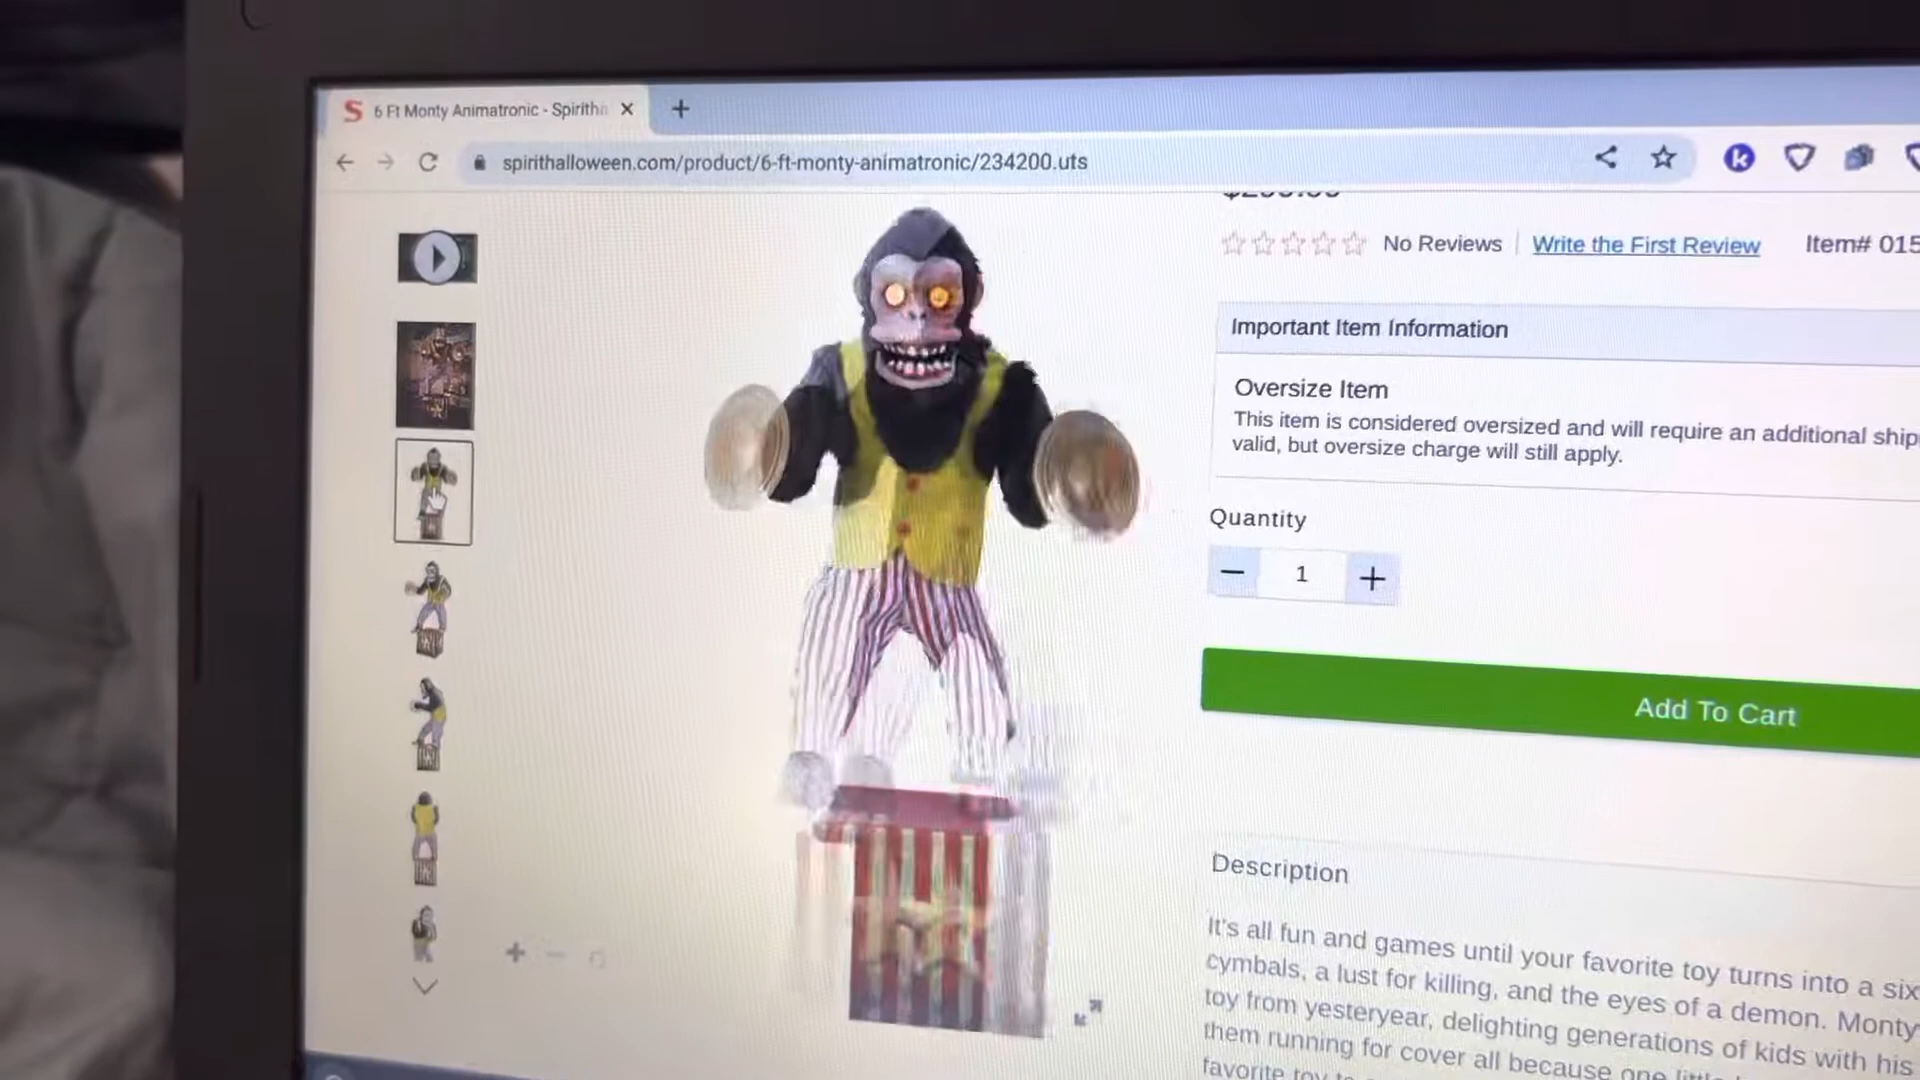 6 Ft Monty Animatronic - Spiritha
spirithalloween.com/product/6-ft-monty-animatronic/234200.uts
No Reviews
Write the First Review
Item# 015
Important Item Information
Oversize Item
This item is considered oversized and will require an additional ship
valid, but oversize charge will still apply.
Quantity
1
Add To Cart
Description
It's all fun and games until your favorite toy turns into a six
cymbals, a lust for killing, and the eyes of a demon. Monty
toy from yesteryear, delighting generations of kids with his
them running for cover all because one
favorite toy